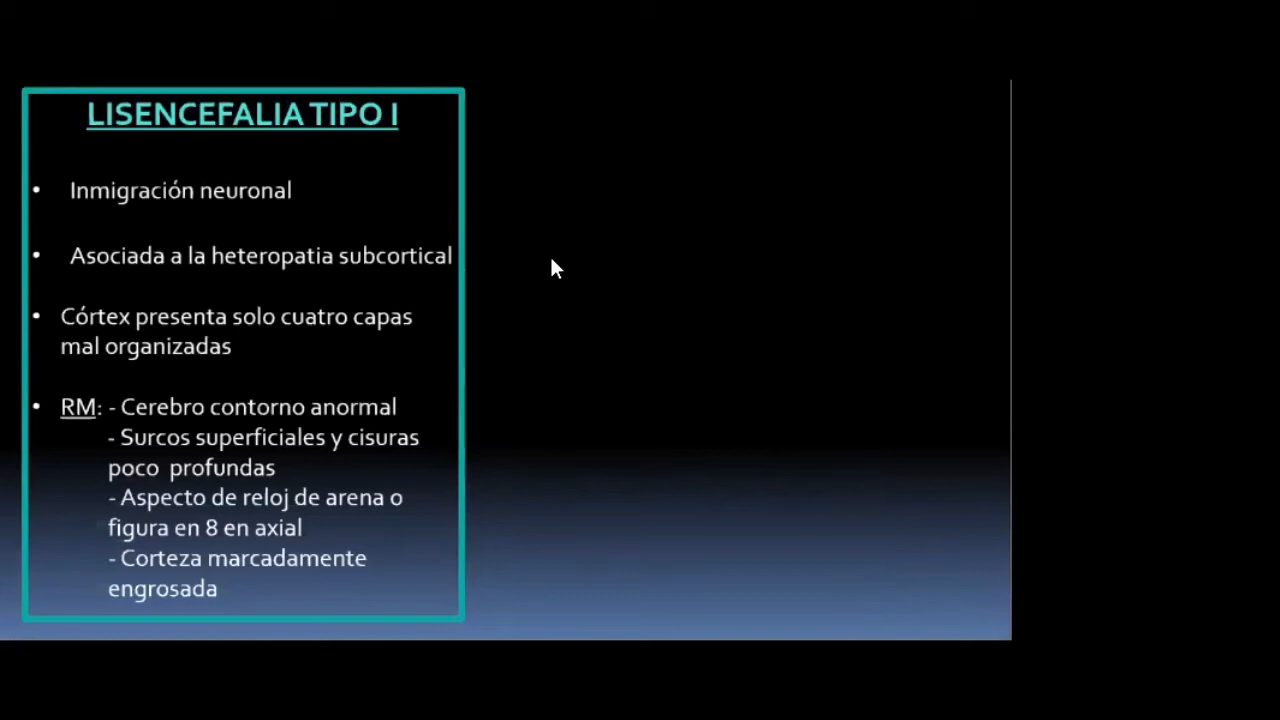 LISENCEFALIA TIPO I
• Inmigración neuronal
• Asociada a la heteropatia subcortical
• Córtex presenta solo cuatro capas
mal organizadas
• RM: - Cerebro contorno anormal
- Surcos superficiales y cisuras
poco profundas
- Aspecto de reloj de arena o
figura en 8 en axial
- Corteza marcadamente
engrosada